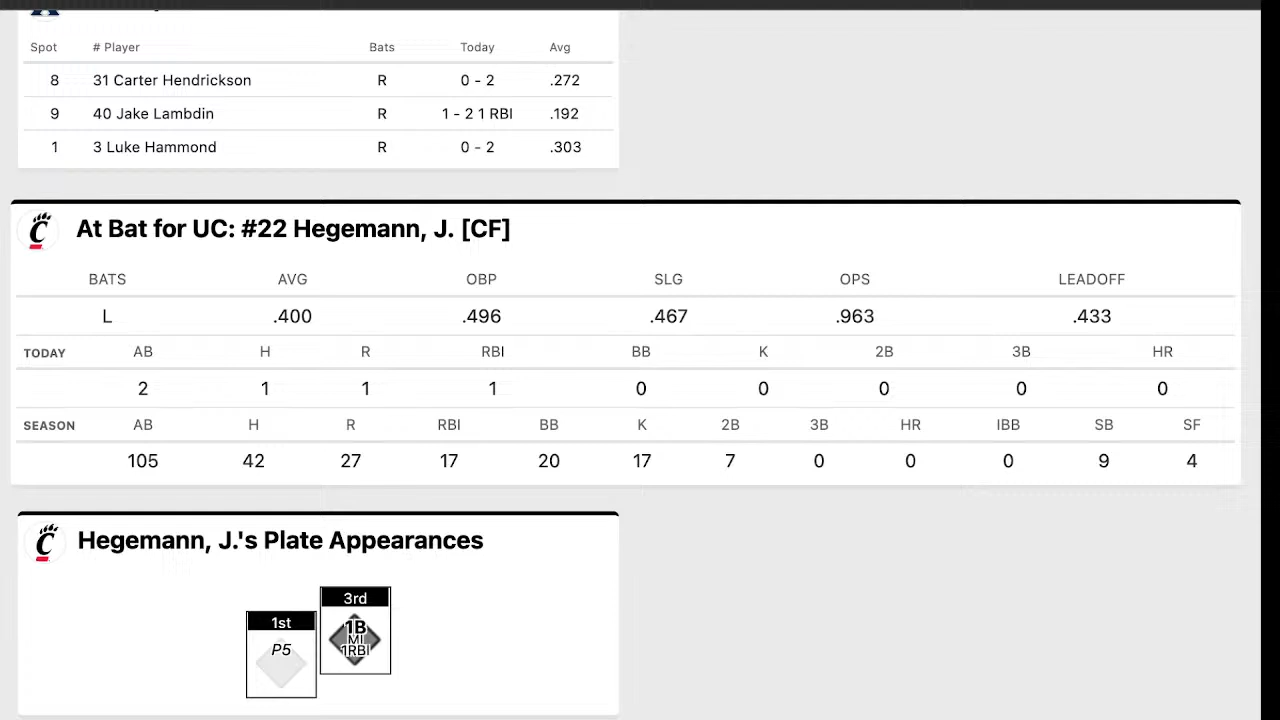 Spot # Player Bats Today Avg
8 31 Carter Hendrickson R 0 - 2 .272
9 40 Jake Lambdin R 1 - 2 1 RBI .192
1 3 Luke Hammond R 0 - 2 .303
At Bat for UC: #22 Hegemann, J. [CF]
BATS AVG OBP SLG OPS LEADOFF
L .400 .496 .467 .963 .433
TODAY AB H R RBI BB K 2B 3B HR
2 1 1 1 0 0 0 0 0
SEASON AB H R RBI BB K 2B 3B HR IBB SB SF
105 42 27 17 20 17 7 0 0 0 9 4
Hegemann, J.'s Plate Appearances
1st
P5
3rd
1B
MI
1RBI